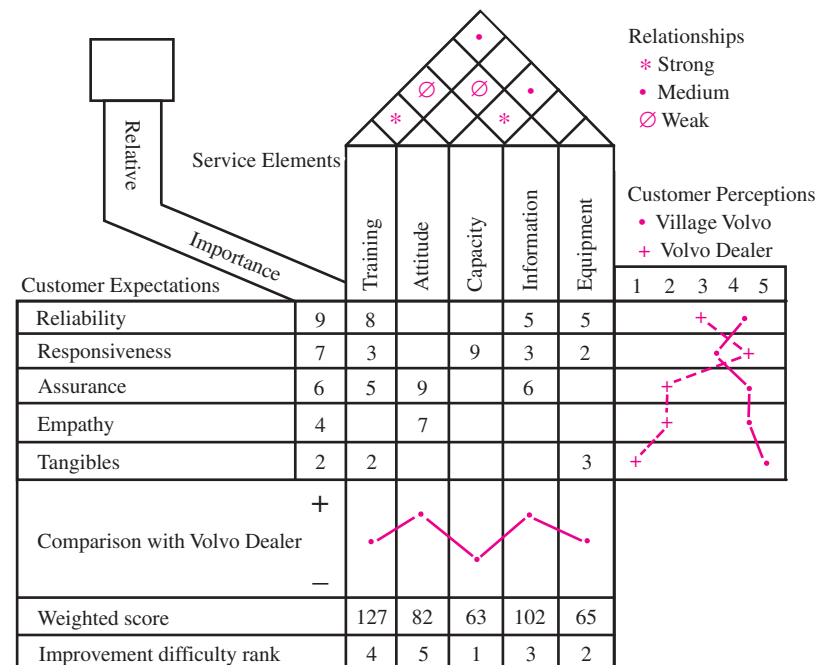 Relationships
* Strong
• Medium
∅ Weak
Relative
Importance
Service Elements
Training
Attitude
Capacity
Information
Equipment
Customer Perceptions
• Village Volvo
+ Volvo Dealer
Customer Expectations
1 2 3 4 5
Reliability 9 8 5 5
Responsiveness 7 3 9 3 2
Assurance 6 5 9 6
Empathy 4 7
Tangibles 2 2 3
+
Comparison with Volvo Dealer
–
Weighted score 127 82 63 102 65
Improvement difficulty rank 4 5 1 3 2